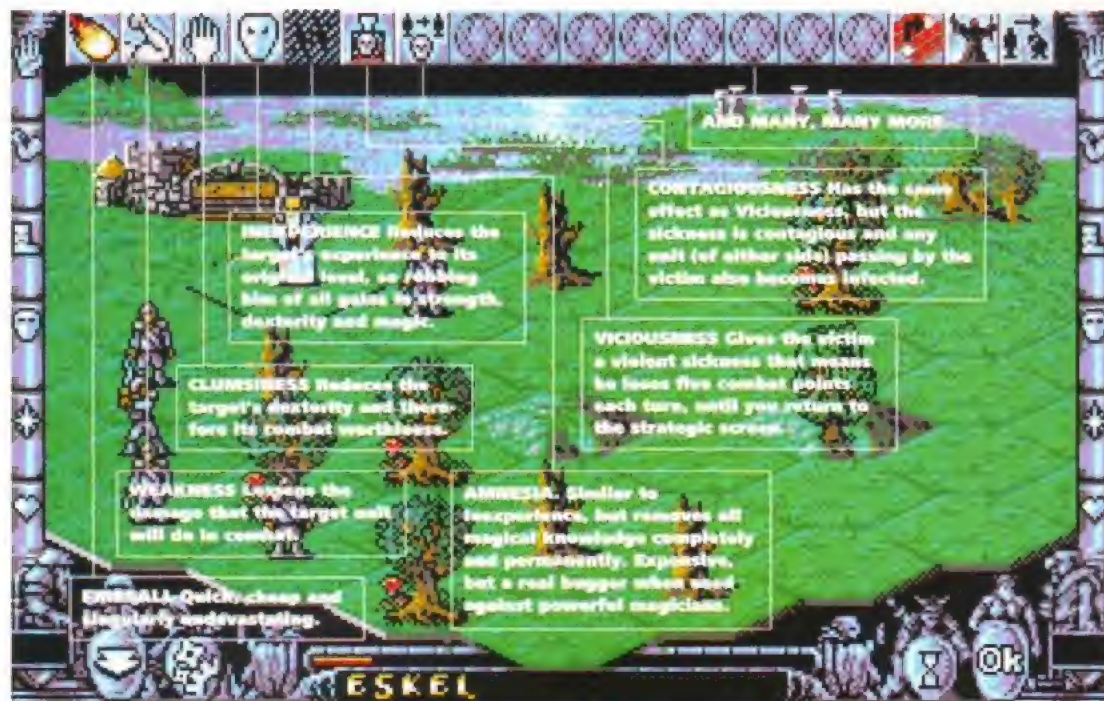 AND MANY, MANY MORE...
CONTAGIOUSNESS Has the same
effect as Viciousness, but the
sickness is contagious and any
unit (of either side) passing by the
victim also becomes infected.
INEXPERIENCE Reduces the
target's experience to its
original level, so robbing
him of all gains in strength,
dexterity and magic.
VICIOUSNESS Gives the victim
a violent sickness that means
he loses five combat points
each turn, until you return to
the strategic screen.
CLUMSINESS Reduces the
target's dexterity and there-
fore its combat worthiness.
WEAKNESS Lessens the
damage that the target unit
will do in combat.
AMNESIA. Similar to
Inexperience, but removes all
magical knowledge completely
and permanently. Expensive,
but a real bugger when used
against powerful magicians.
FIREBALL Quick, cheap and
singularly undevastating.
Ok
ESKEL